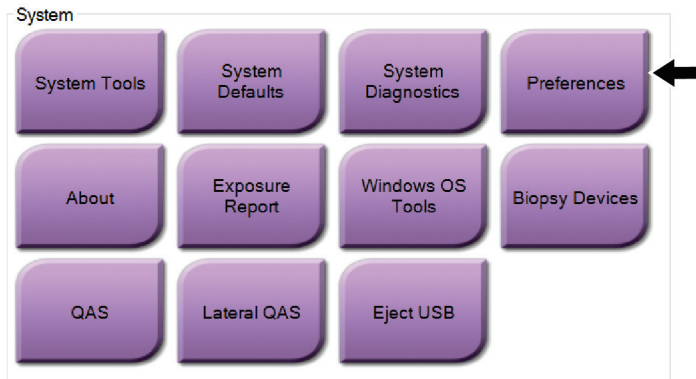 System
System Tools
System
Defaults
System
Diagnostics
Preferences
About
Exposure
Report
Windows OS
Tools
Biopsy Devices
QAS
Lateral QAS
Eject USB